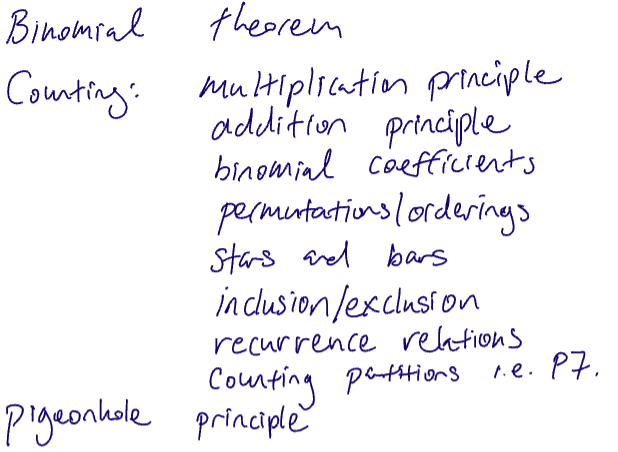 Binomial theorem
Counting: multiplication principle
addition principle
binomial coefficients
permutations/orderings
stars and bars
inclusion/exclusion
recurrence relations
Counting partitions i.e. P7.
pigeonhole principle